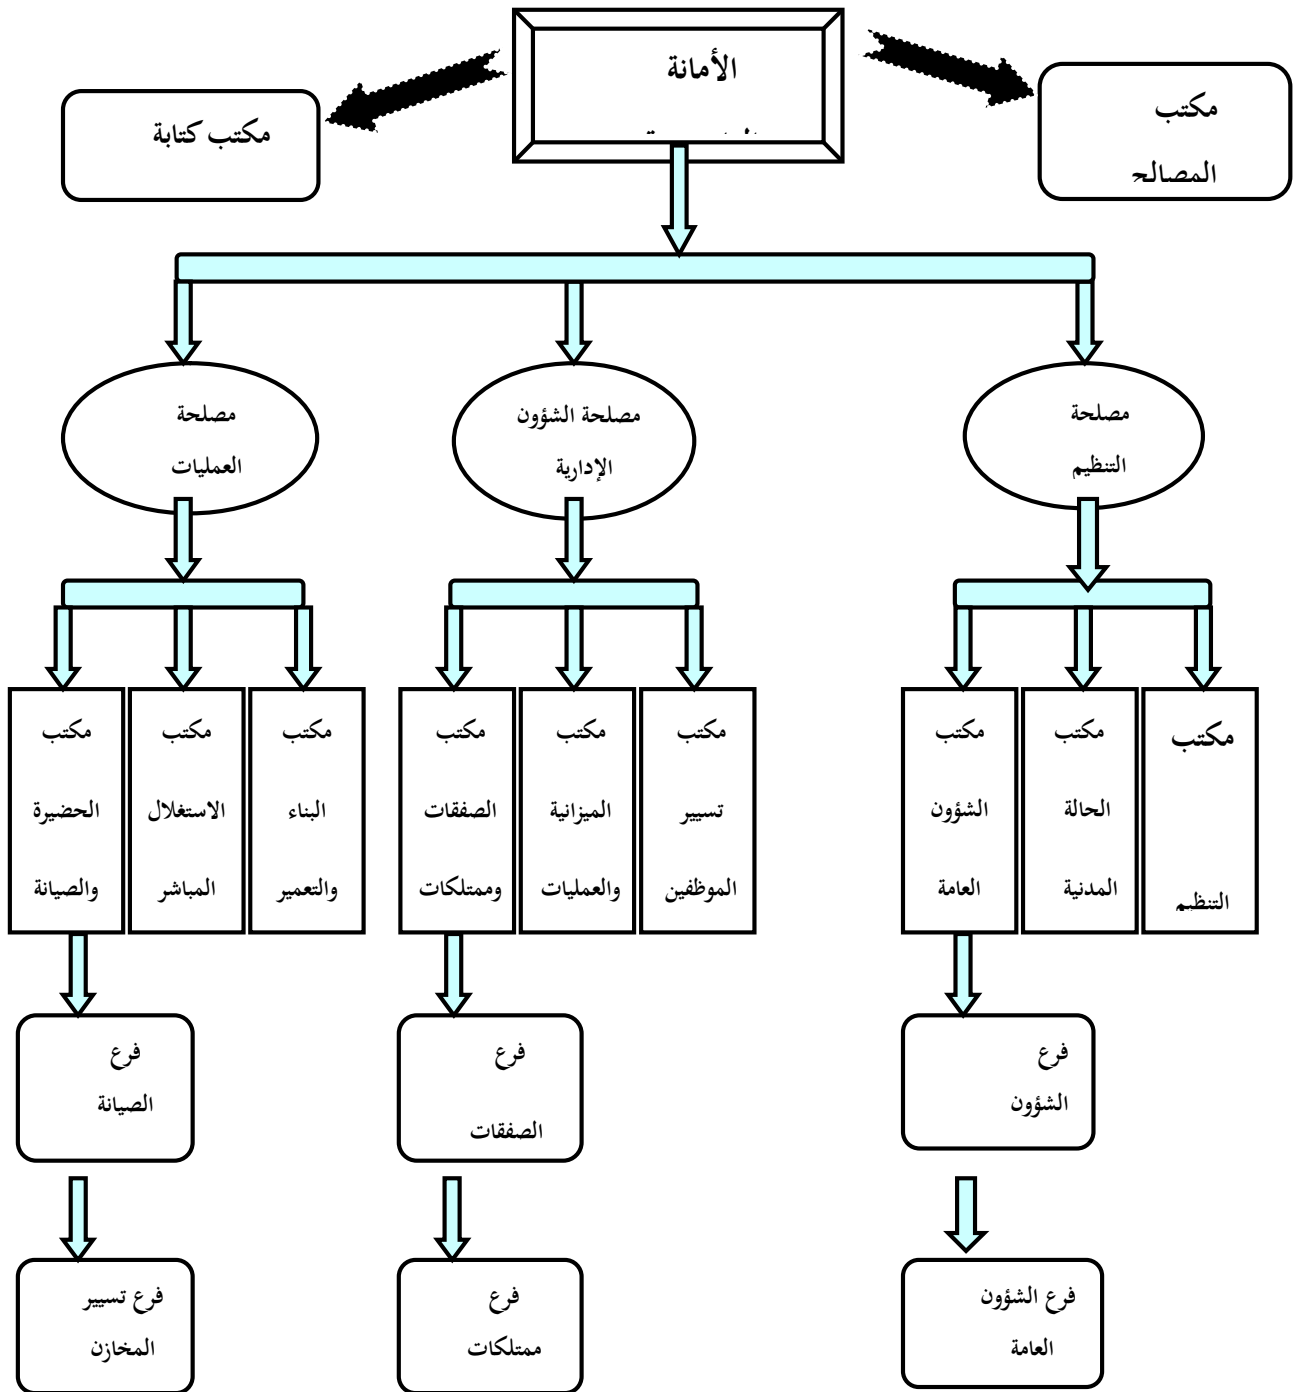 الأمانة
مكتب
المصالح
مكتب كتابة
مصلحة
التنظيم
مصلحة الشؤون
الإدارية
مصلحة
العمليات
مكتب
التنظيم
مكتب
الحالة
المدنية
مكتب
الشؤون
العامة
مكتب
تسيير
الموظفين
مكتب
الميزانية
والعمليات
مكتب
الصفقات
وممتلكات
مكتب
البناء
والتعمير
مكتب
الاستغلال
المباشر
مكتب
الحضيرة
والصيانة
فرع
الشؤون
فرع
الصفقات
فرع
الصيانة
فرع الشؤون
العامة
فرع
ممتلكات
فرع تسيير
المخازن